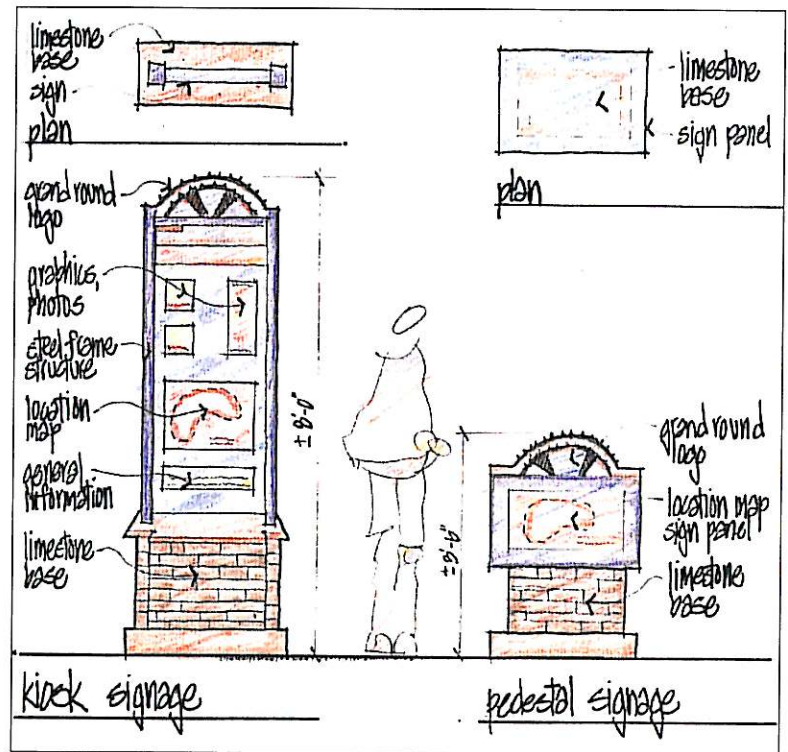 limestone
base
sign
plan
limestone
base
sign panel
plan
grand round
logo
graphics,
photos
steel frame
structure
location
map
general
information
limestone
base
±8'-0"
grand round
logo
location map
sign panel
limestone
base
kiosk signage
pedestal signage